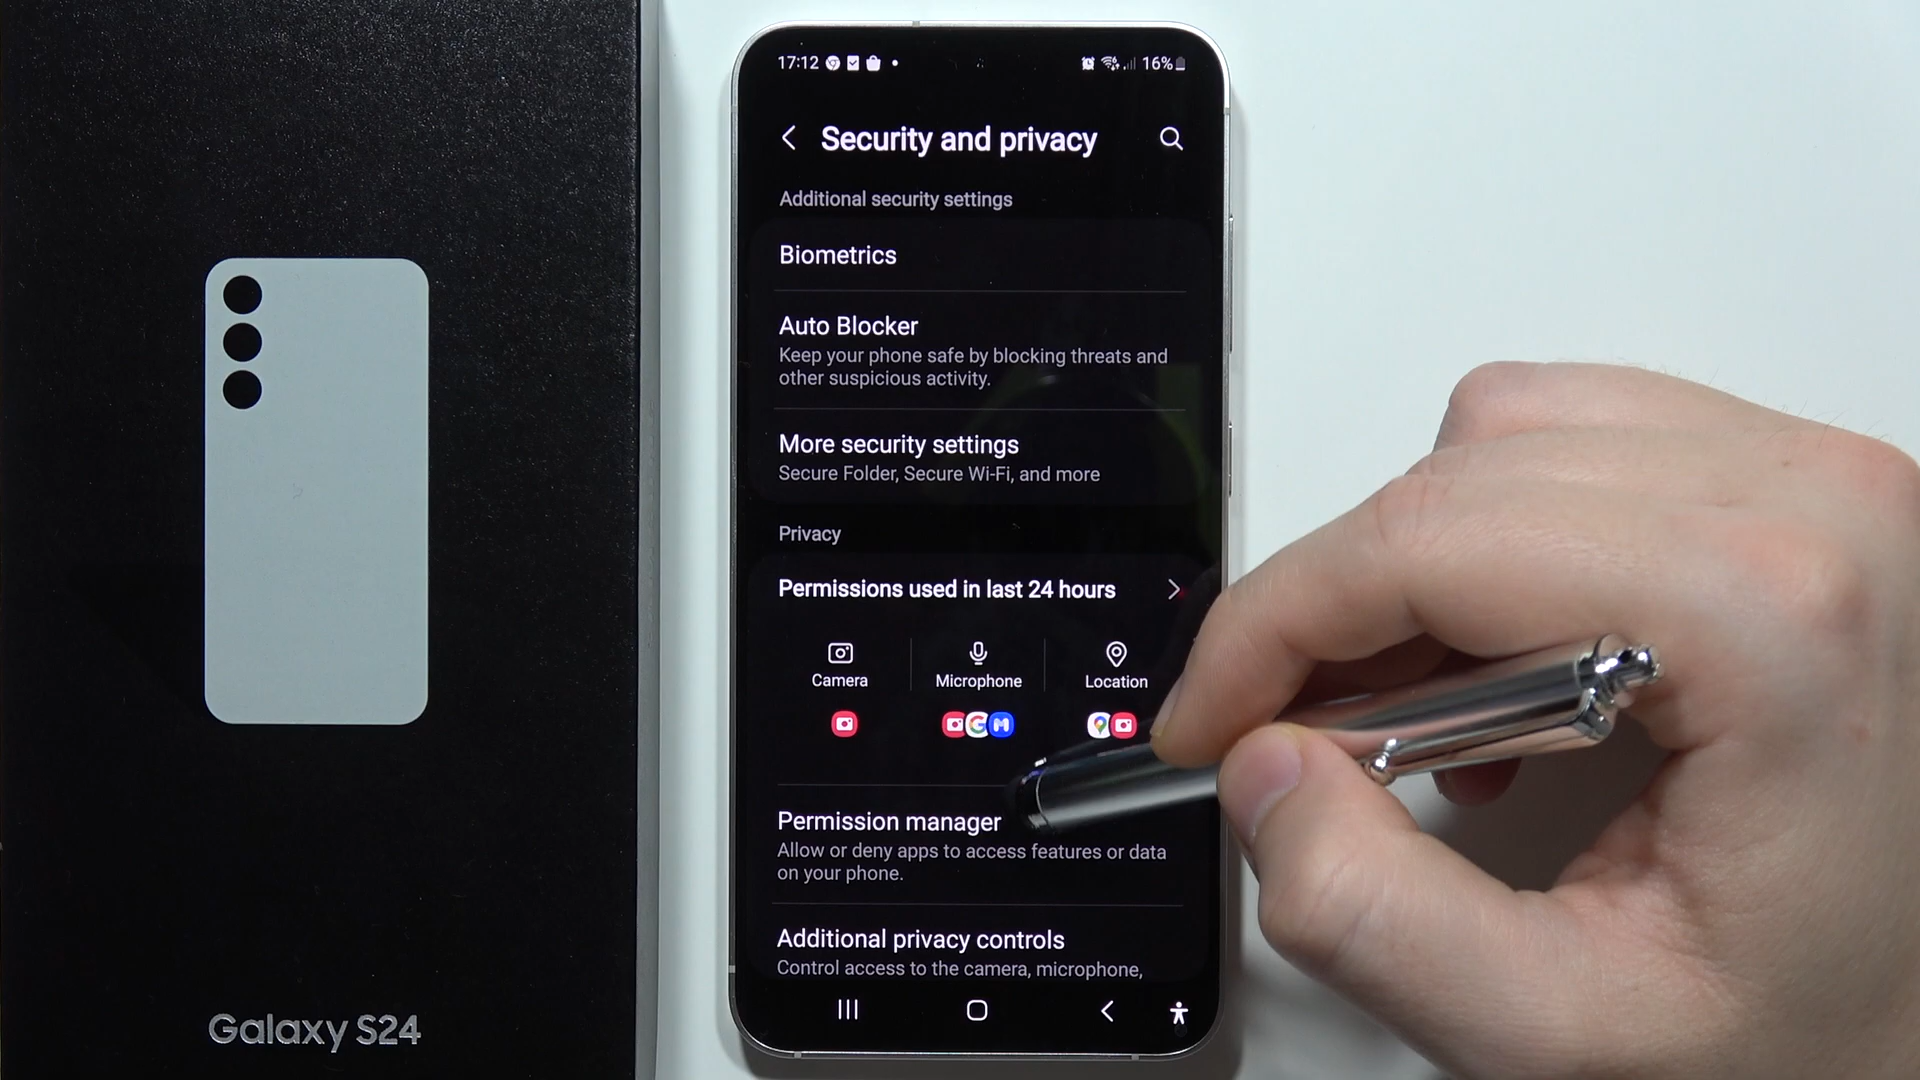 17:12
16%
Security and privacy
Additional security settings
Biometrics
Auto Blocker
Keep your phone safe by blocking threats and
other suspicious activity.
More security settings
Secure Folder, Secure Wi-Fi, and more
Privacy
Permissions used in last 24 hours
Camera
Microphone
Location
Permission manager
Allow or deny apps to access features or data
on your phone.
Additional privacy controls
Control access to the camera, microphone,
Galaxy S24